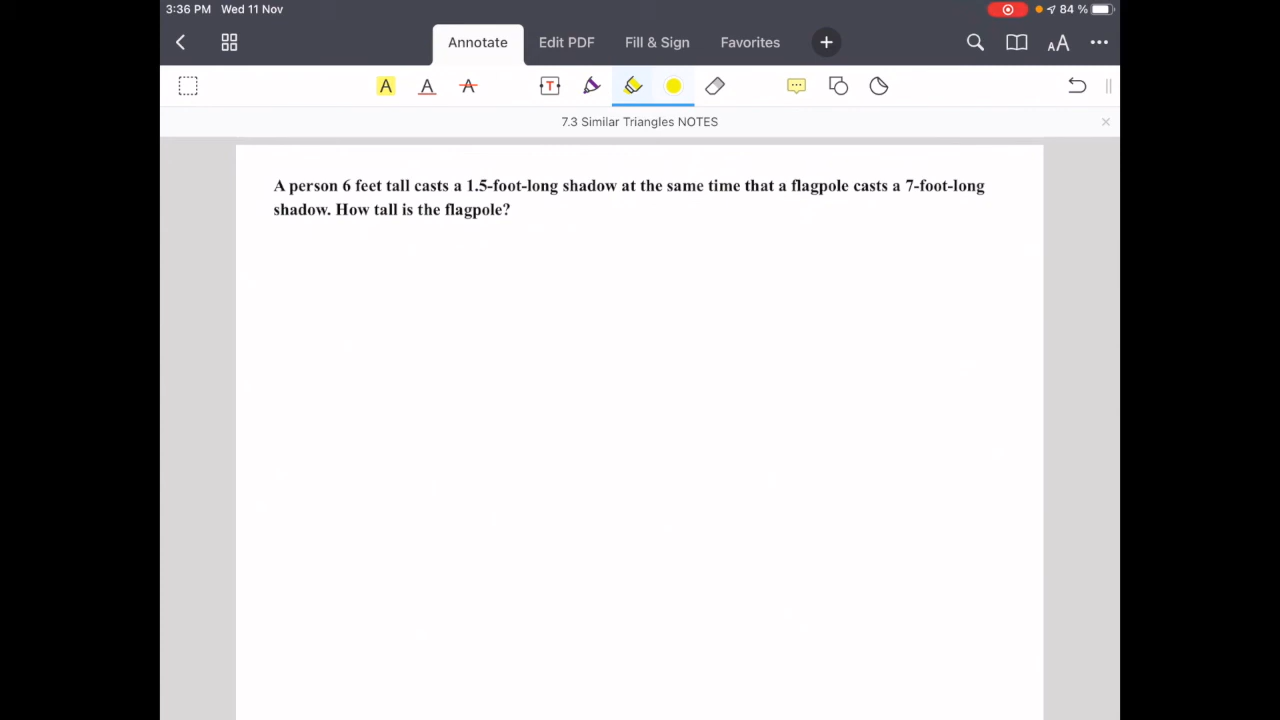 3:36 PM Wed 11 Nov 84 %
Annotate Edit PDF Fill & Sign Favorites AA
A A A T
7.3 Similar Triangles NOTES
A person 6 feet tall casts a 1.5-foot-long shadow at the same time that a flagpole casts a 7-foot-long
shadow. How tall is the flagpole?